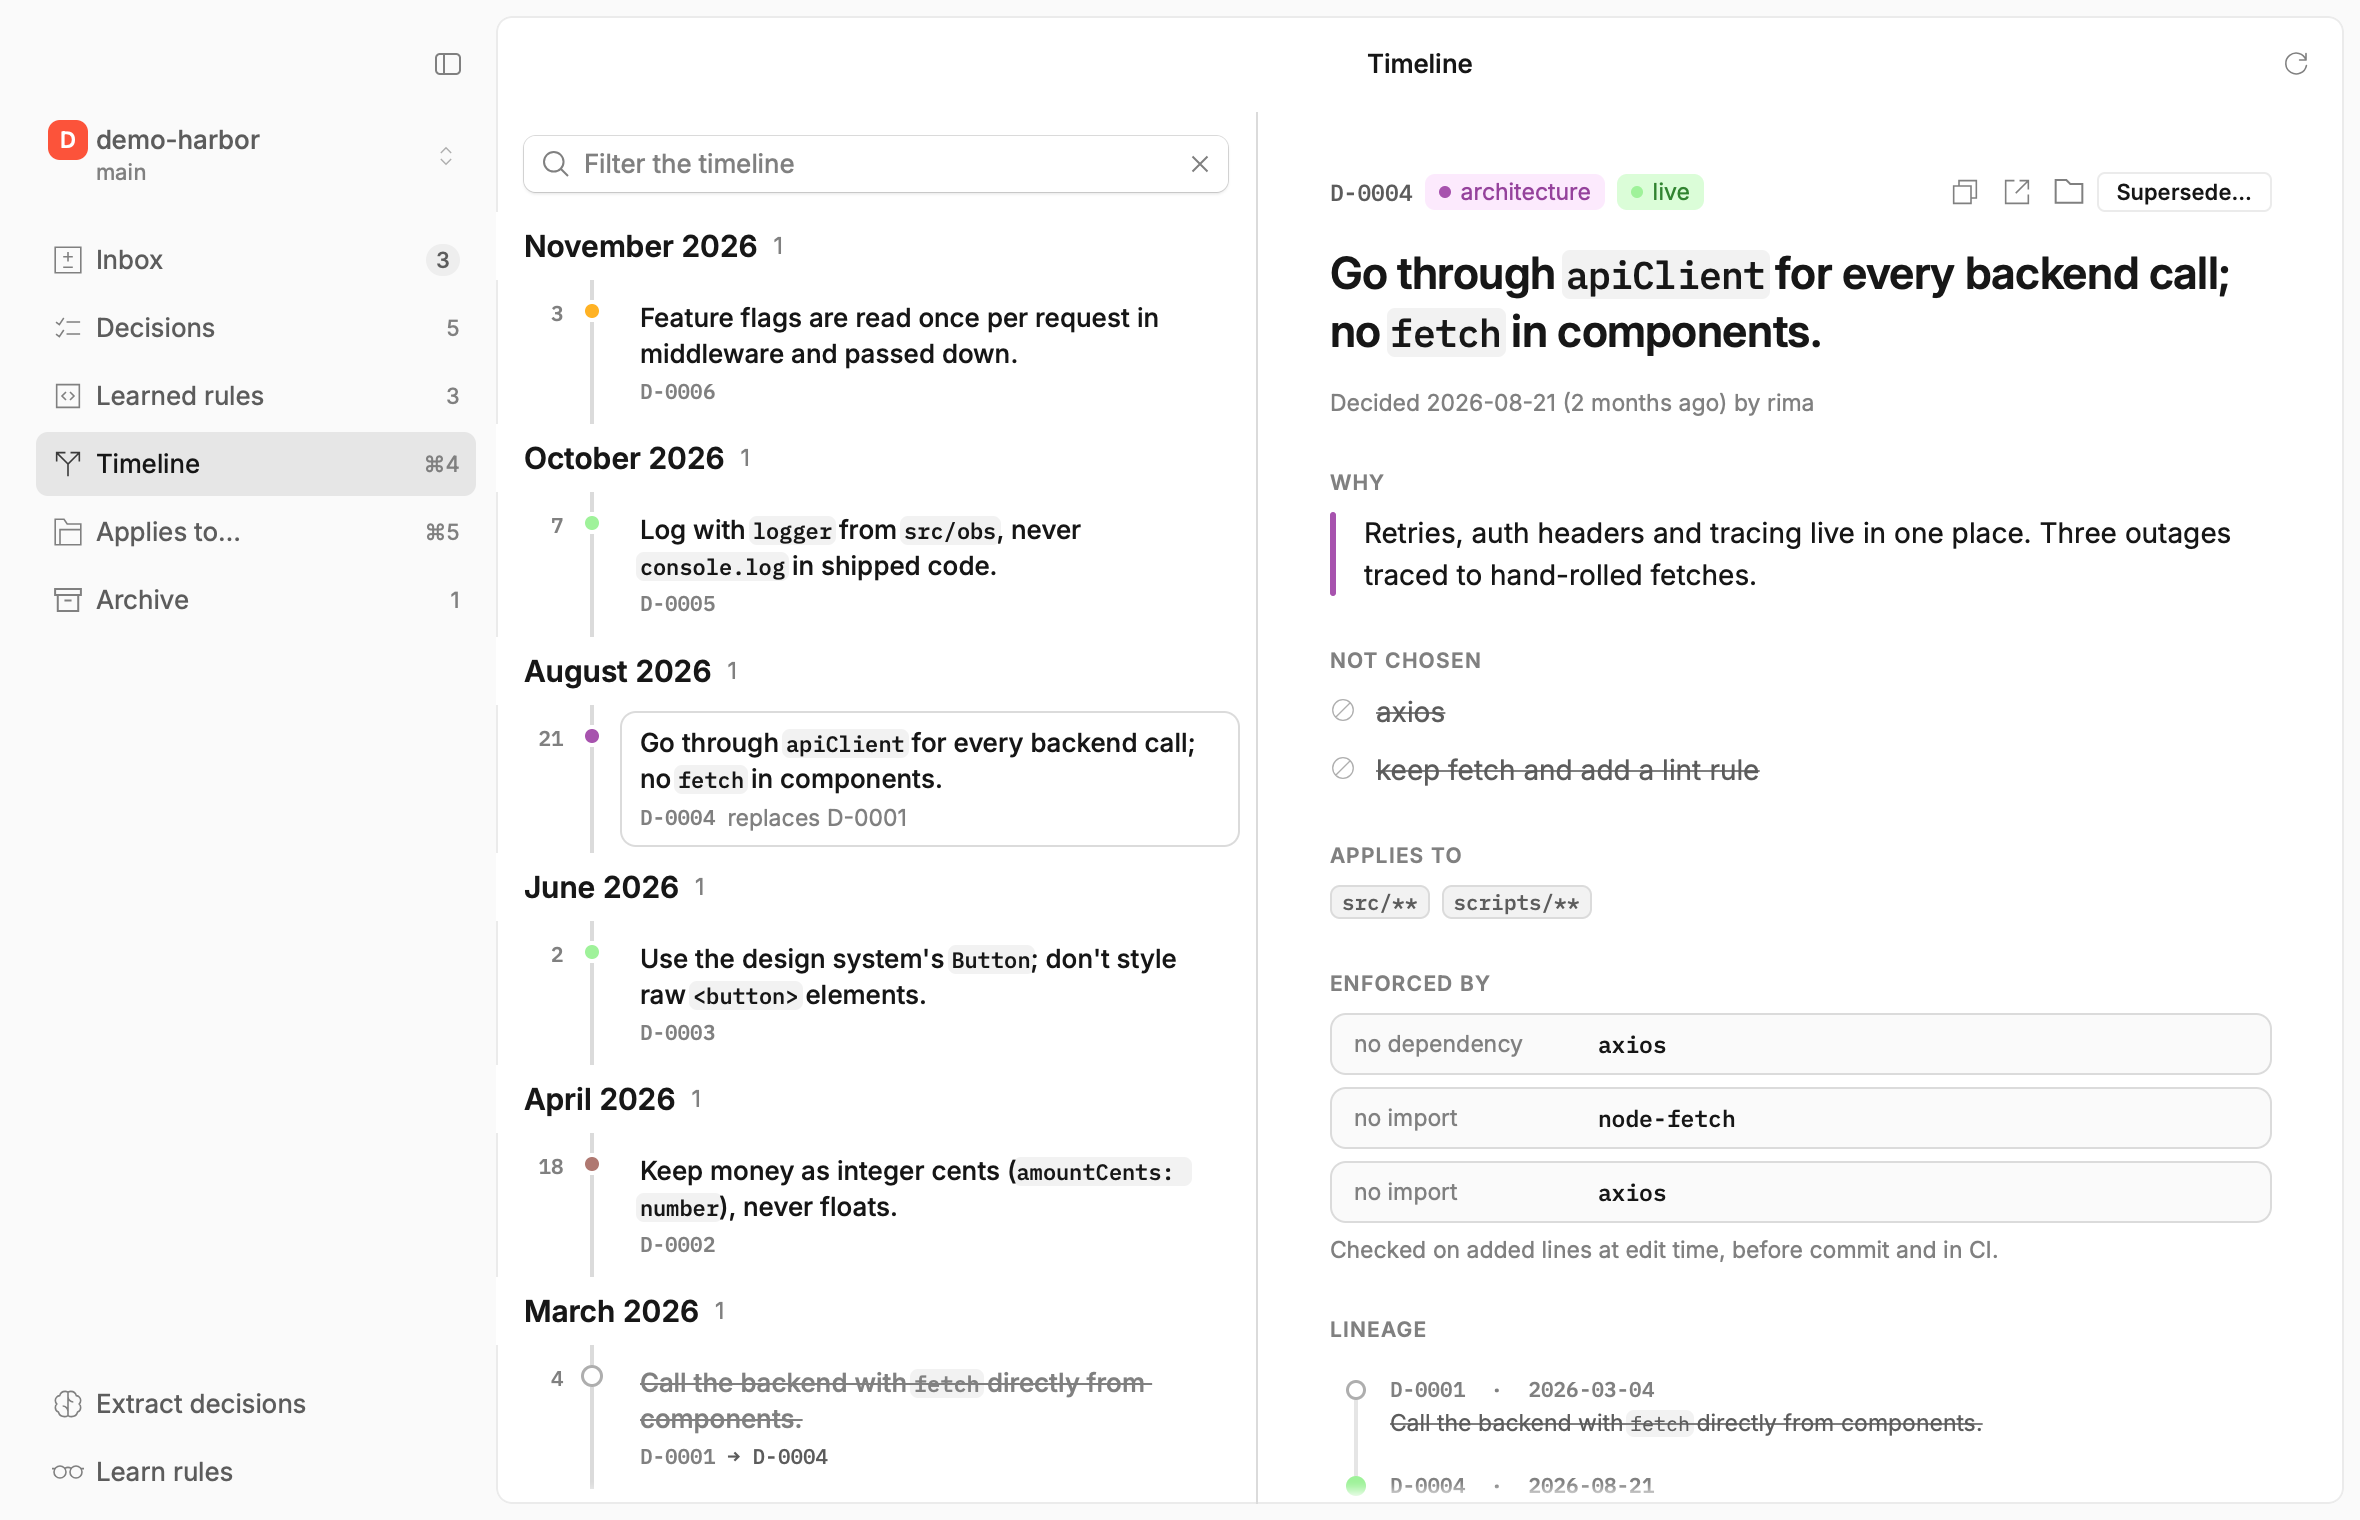 D
demo-harbor
main
Inbox 3
Decisions 5
Learned rules 3
Timeline ⌘4
Applies to... ⌘5
Archive 1
Extract decisions
Learn rules
Timeline
Filter the timeline
November 2026 1
3
Feature flags are read once per request in
middleware and passed down.
D-0006
October 2026 1
7
Log with logger from src/obs, never
console.log in shipped code.
D-0005
August 2026 1
21
Go through apiClient for every backend call;
no fetch in components.
D-0004 replaces D-0001
June 2026 1
2
Use the design system's Button; don't style
raw <button> elements.
D-0003
April 2026 1
18
Keep money as integer cents (amountCents:
number), never floats.
D-0002
March 2026 1
4
Call the backend with fetch directly from
components.
D-0001 → D-0004
D-0004 architecture live Supersede...
Go through apiClient for every backend call;
no fetch in components.
Decided 2026-08-21 (2 months ago) by rima
WHY
Retries, auth headers and tracing live in one place. Three outages
traced to hand-rolled fetches.
NOT CHOSEN
axios
keep fetch and add a lint rule
APPLIES TO
src/** scripts/**
ENFORCED BY
no dependency axios
no import node-fetch
no import axios
Checked on added lines at edit time, before commit and in CI.
LINEAGE
D-0001 · 2026-03-04
Call the backend with fetch directly from components.
D-0004 · 2026-08-21